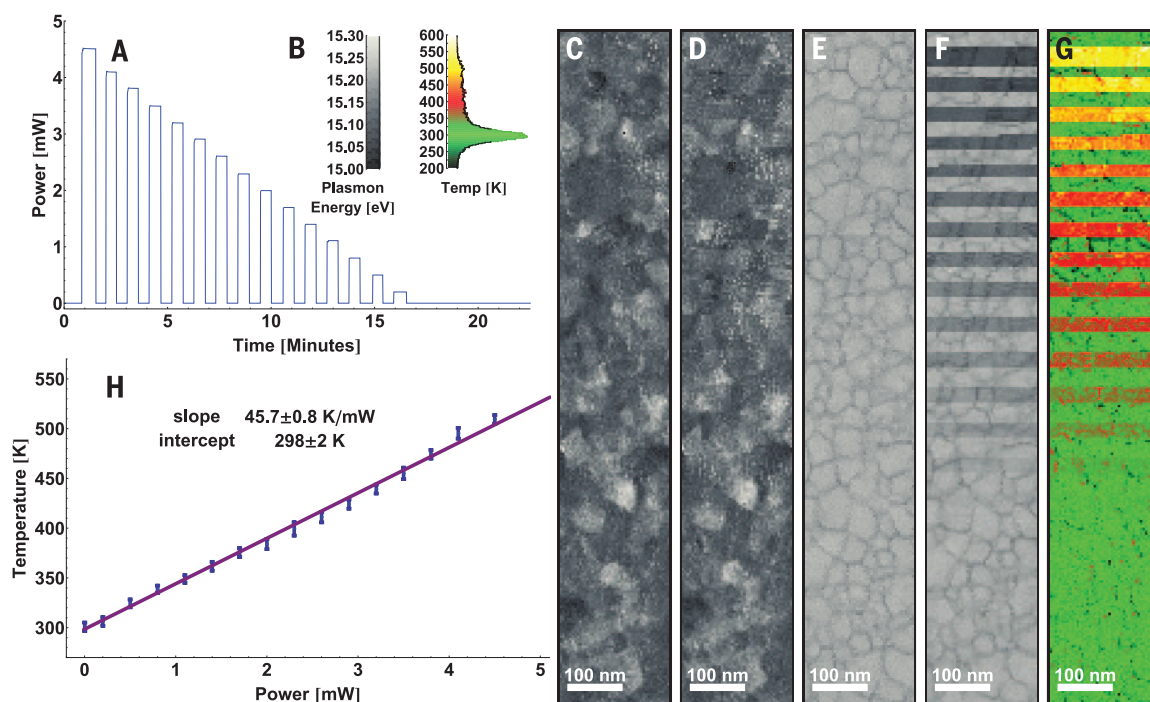 A
Power [mW]
5
4
3
2
1
0
0 5 10 15 20
Time [Minutes]
B
15.30
15.22
15.20
15.15
15.10
15.05
15.00
Plasmon
Energy [eV]
600
550
500
450
400
350
300
250
200
Temp [K]
H
slope 45.7±0.8 K/mW
intercept 298±2 K
Temperature [K]
550
500
450
400
350
300
0 1 2 3 4 5
Power [mW]
C
100 nm
D
100 nm
E
100 nm
F
100 nm
G
100 nm